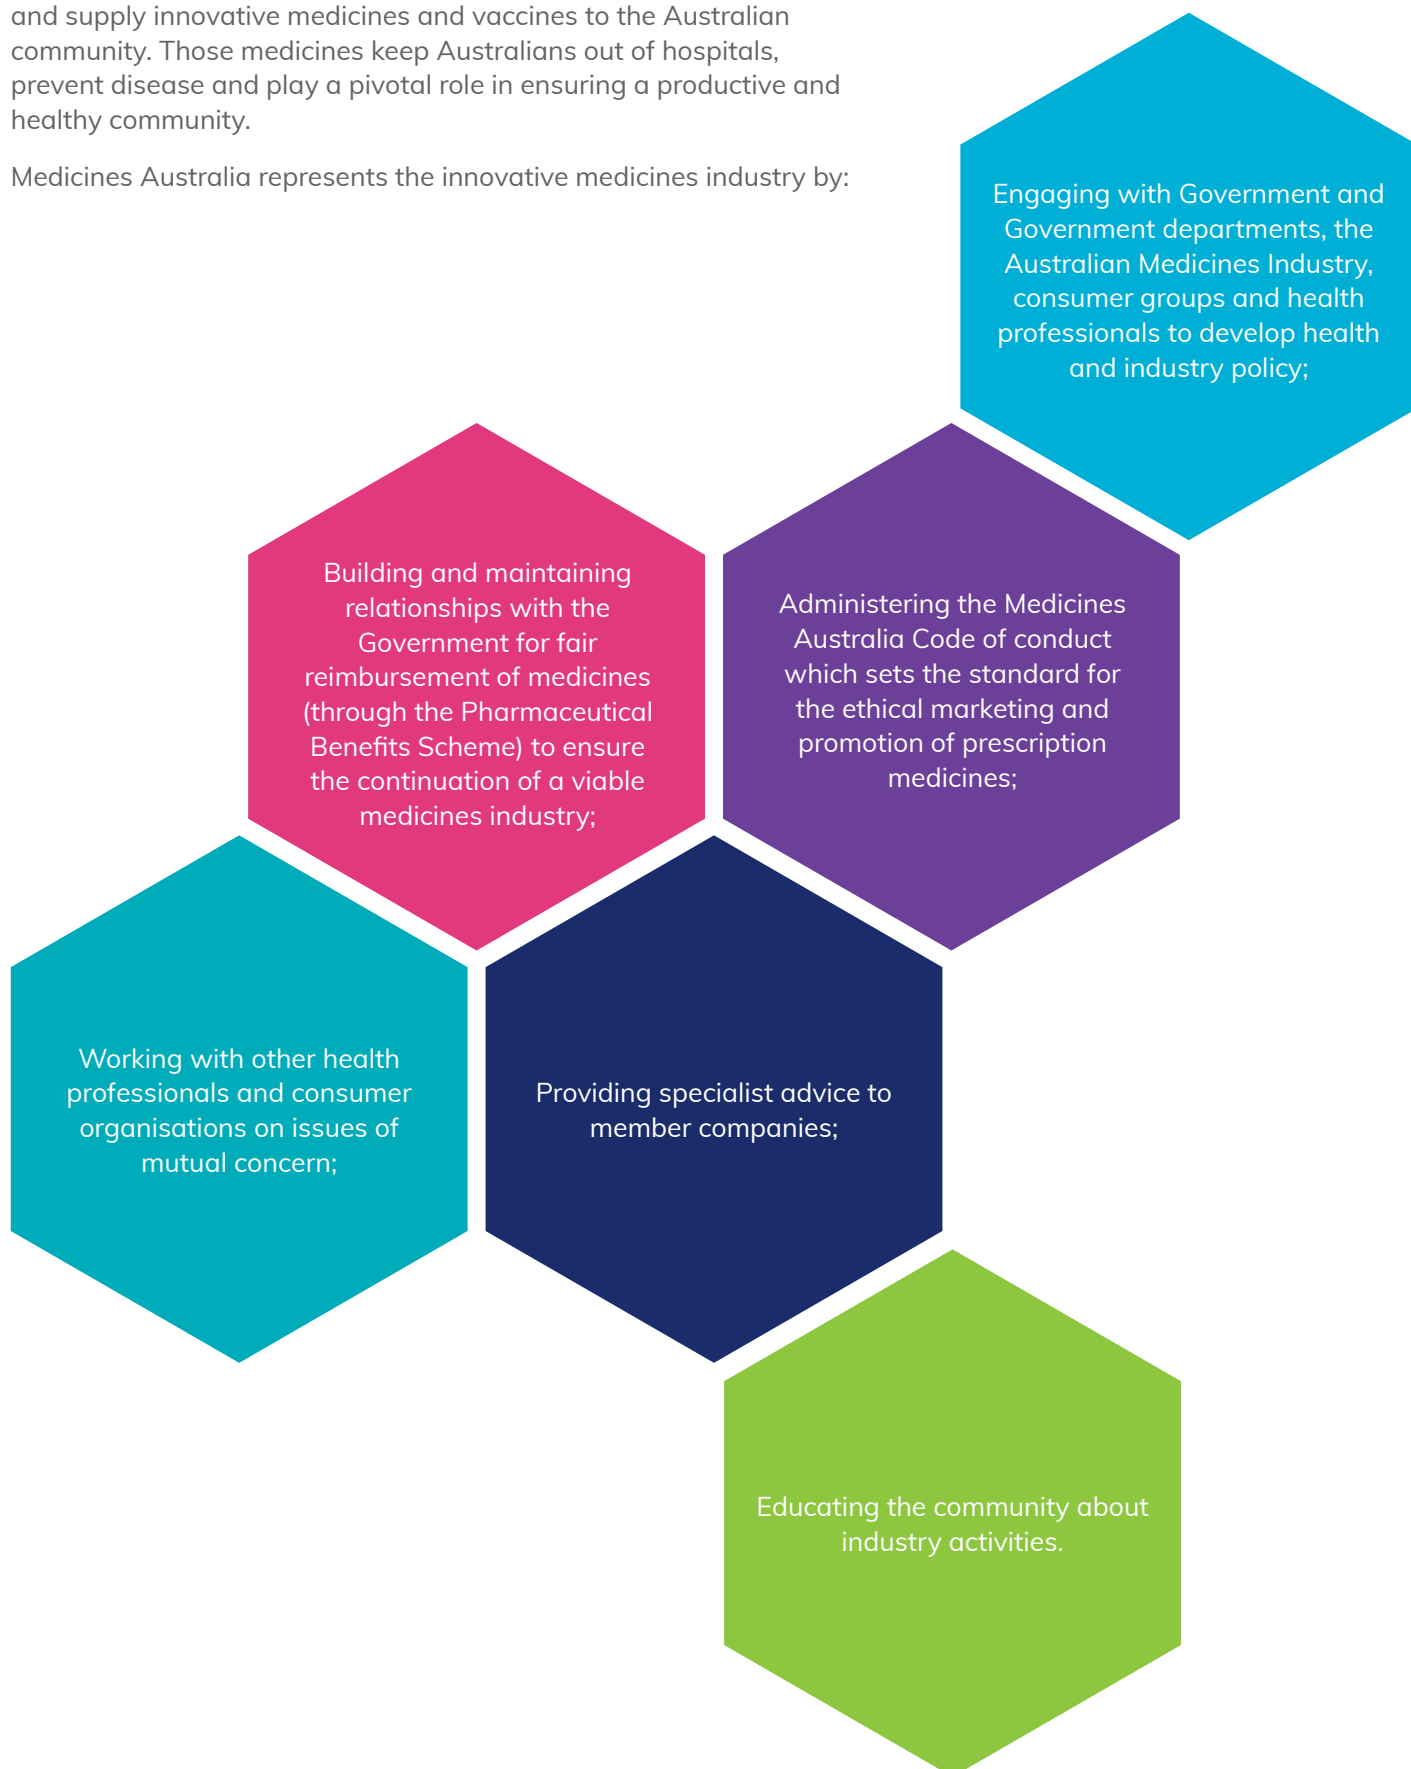 and supply innovative medicines and vaccines to the Australian
community. Those medicines keep Australians out of hospitals,
prevent disease and play a pivotal role in ensuring a productive and
healthy community.
Medicines Australia represents the innovative medicines industry by:
Engaging with Government and
Government departments, the
Australian Medicines Industry,
consumer groups and health
professionals to develop health
and industry policy;
Building and maintaining
relationships with the
Government for fair
reimbursement of medicines
(through the Pharmaceutical
Benefits Scheme) to ensure
the continuation of a viable
medicines industry;
Administering the Medicines
Australia Code of conduct
which sets the standard for
the ethical marketing and
promotion of prescription
medicines;
Working with other health
professionals and consumer
organisations on issues of
mutual concern;
Providing specialist advice to
member companies;
Educating the community about
industry activities.